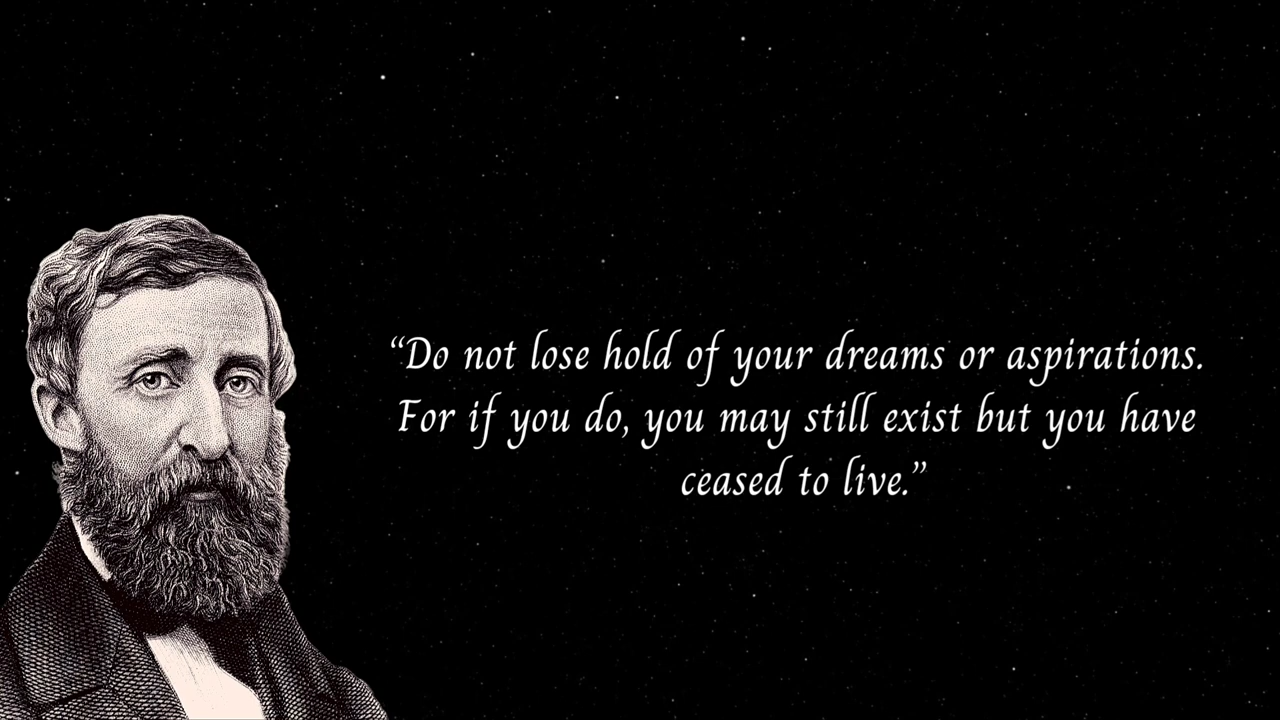 “Do not lose hold of your dreams or aspirations.
For if you do, you may still exist but you have
ceased to live.”